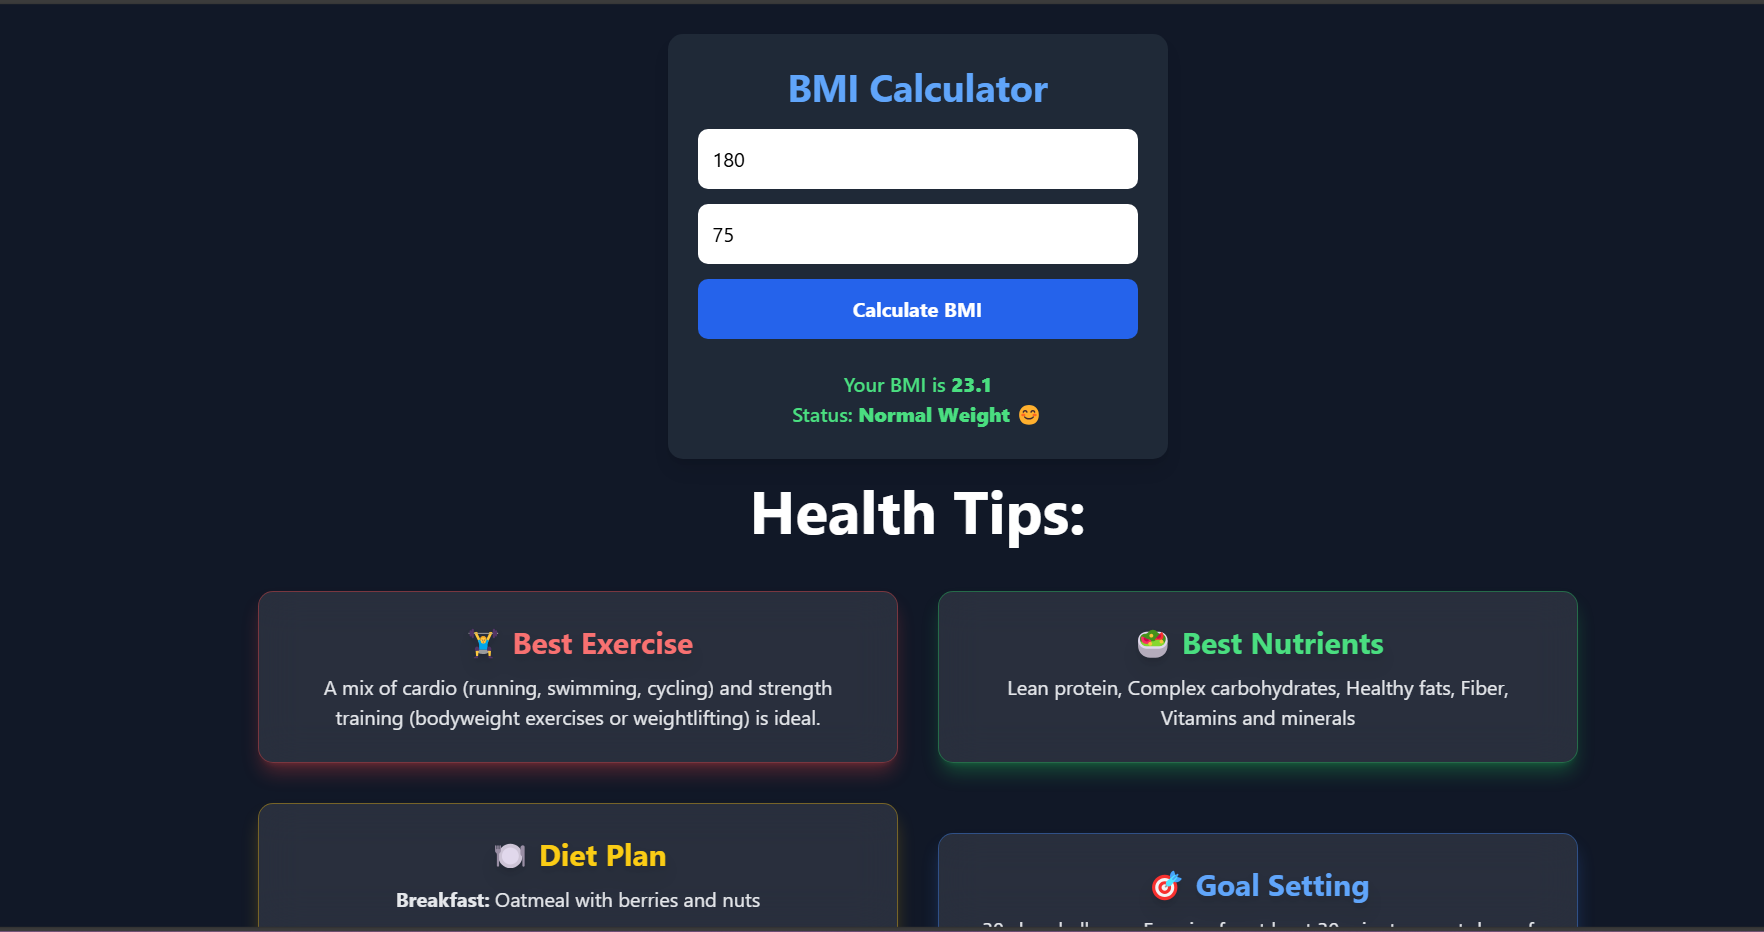 BMI Calculator
180
75
Calculate BMI
Your BMI is 23.1
Status: Normal Weight 😊
Health Tips:
🏋️ Best Exercise
A mix of cardio (running, swimming, cycling) and strength
training (bodyweight exercises or weightlifting) is ideal.
🥗 Best Nutrients
Lean protein, Complex carbohydrates, Healthy fats, Fiber,
Vitamins and minerals
🍽️ Diet Plan
Breakfast: Oatmeal with berries and nuts
🎯 Goal Setting